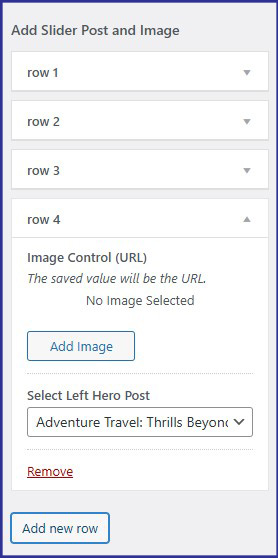 Add Slider Post and Image
row 1
row 2
row 3
row 4
Image Control (URL)
The saved value will be the URL.
No Image Selected
Add Image
Select Left Hero Post
Adventure Travel: Thrills Beyond
Remove
Add new row